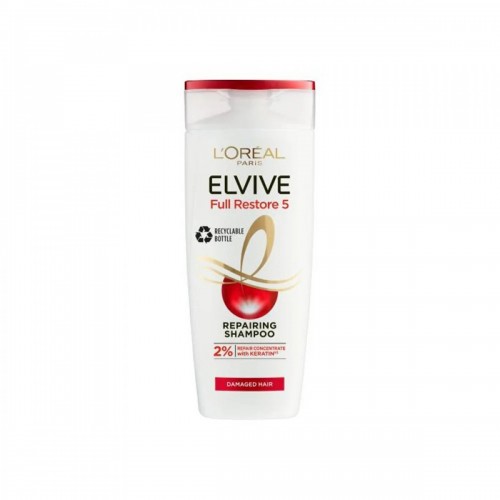 L'ORÉAL
PARIS
ELVIVE
Full Restore 5
RECYCLABLE
BOTTLE
REPAIRING
SHAMPOO
2% REPAIR CONCENTRATE
with KERATIN
DAMAGED HAIR